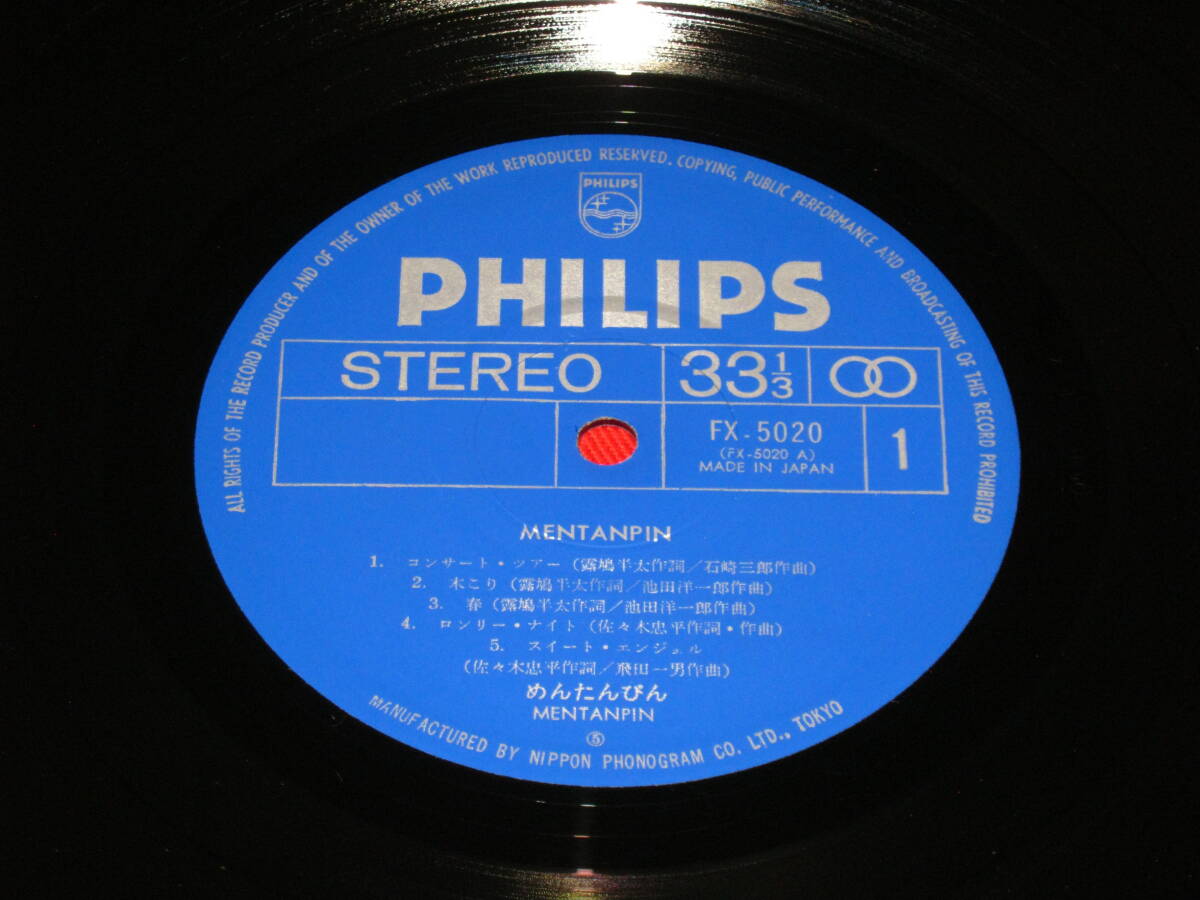 ALL RIGHTS OF THE RECORD PRODUCER AND OF THE OWNER OF THE WORK REPRODUCED RESERVED. COPYING, PUBLIC PERFORMANCE AND BROADCASTING OF THIS RECORD PROHIBITED
PHILIPS
PHILIPS
STEREO 33 1/3
FX-5020
(FX-5020 A)
MADE IN JAPAN
1
MENTANPIN
1. コンサート・ツアー (露鳩半太作詞/石崎三郎作曲)
2. 木こり (露鳩半太作詞/池田洋一郎作曲)
3. 春 (露鳩半太作詞/池田洋一郎作曲)
4. ロンリー・ナイト (佐々木忠平作詞・作曲)
5. スイート・エンジェル
(佐々木忠平作詞/飛田一男作曲)
めんたんぴん
MENTANPIN
⑤
MANUFACTURED BY NIPPON PHONOGRAM CO. LTD., TOKYO